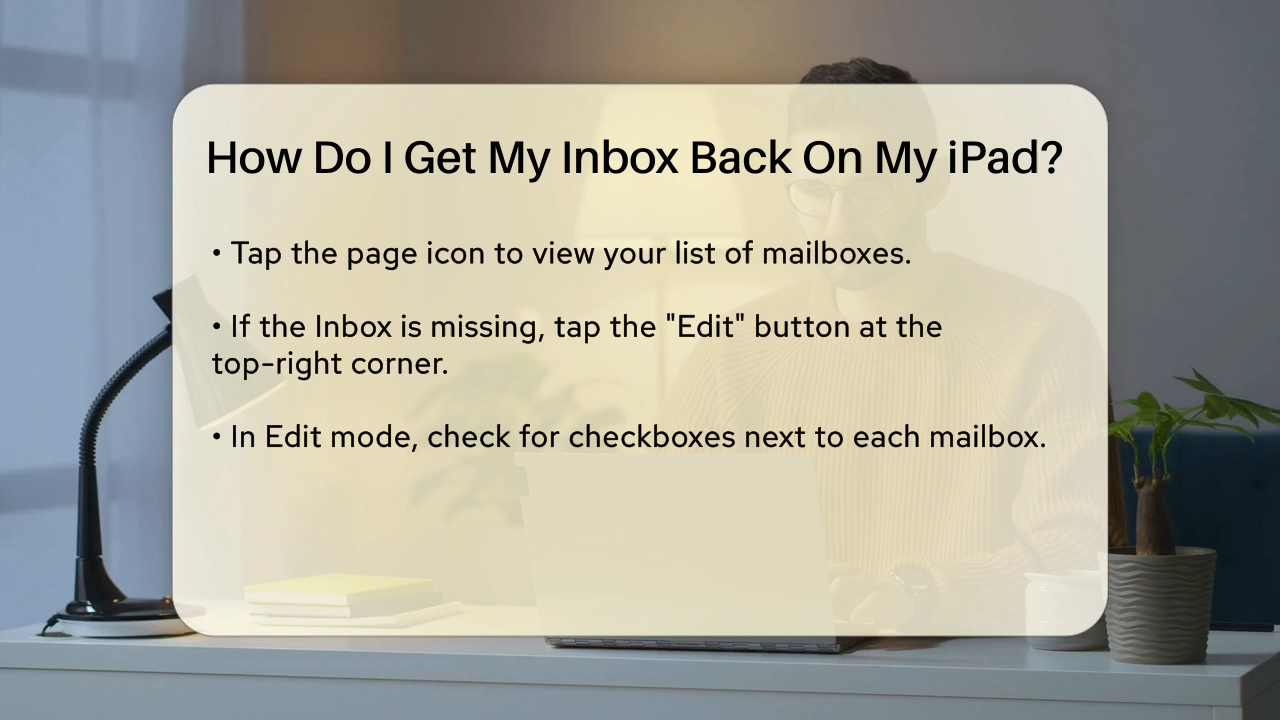 How Do I Get My Inbox Back On My iPad?
• Tap the page icon to view your list of mailboxes.
• If the Inbox is missing, tap the "Edit" button at the
top-right corner.
• In Edit mode, check for checkboxes next to each mailbox.